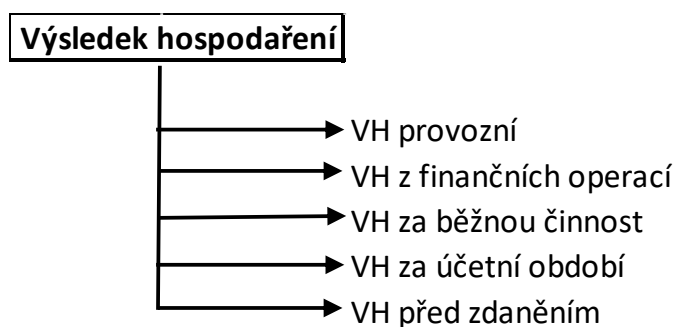 Výsledek hospodaření
VH provozní
VH z finančních operací
VH za běžnou činnost
VH za účetní období
VH před zdaněním